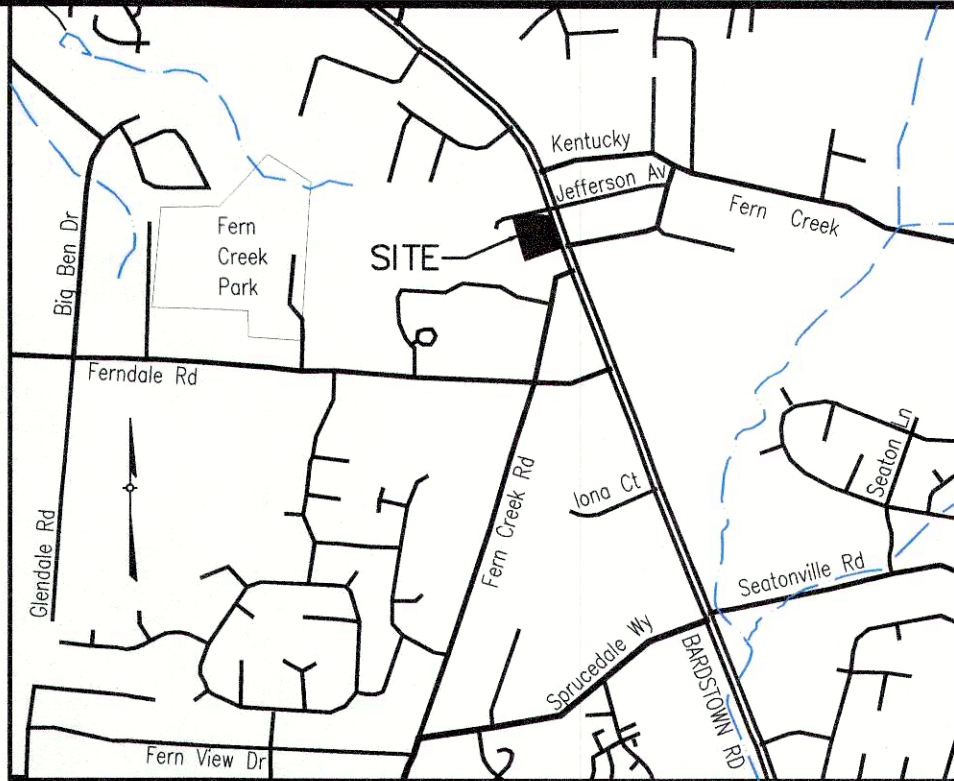 Kentucky
Jefferson Av
Fern Creek
Fern
Creek
Park
SITE
Big Ben Dr
Ferndale Rd
Glendale Rd
Fern Creek Rd
Iona Ct
Seaton Ln
Seatonville Rd
Sprucedale Wy
BARDSTOWN RD
Fern View Dr